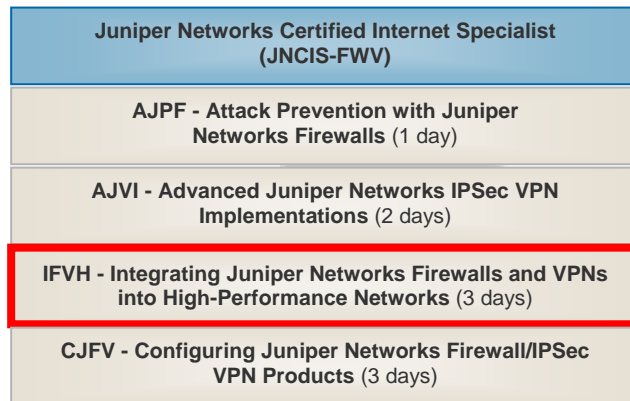 Juniper Networks Certified Internet Specialist
(JNCIS-FWV)
AJPF - Attack Prevention with Juniper
Networks Firewalls (1 day)
AJVI - Advanced Juniper Networks IPSec VPN
Implementations (2 days)
IFVH - Integrating Juniper Networks Firewalls and VPNs
into High-Performance Networks (3 days)
CJFV - Configuring Juniper Networks Firewall/IPSec
VPN Products (3 days)